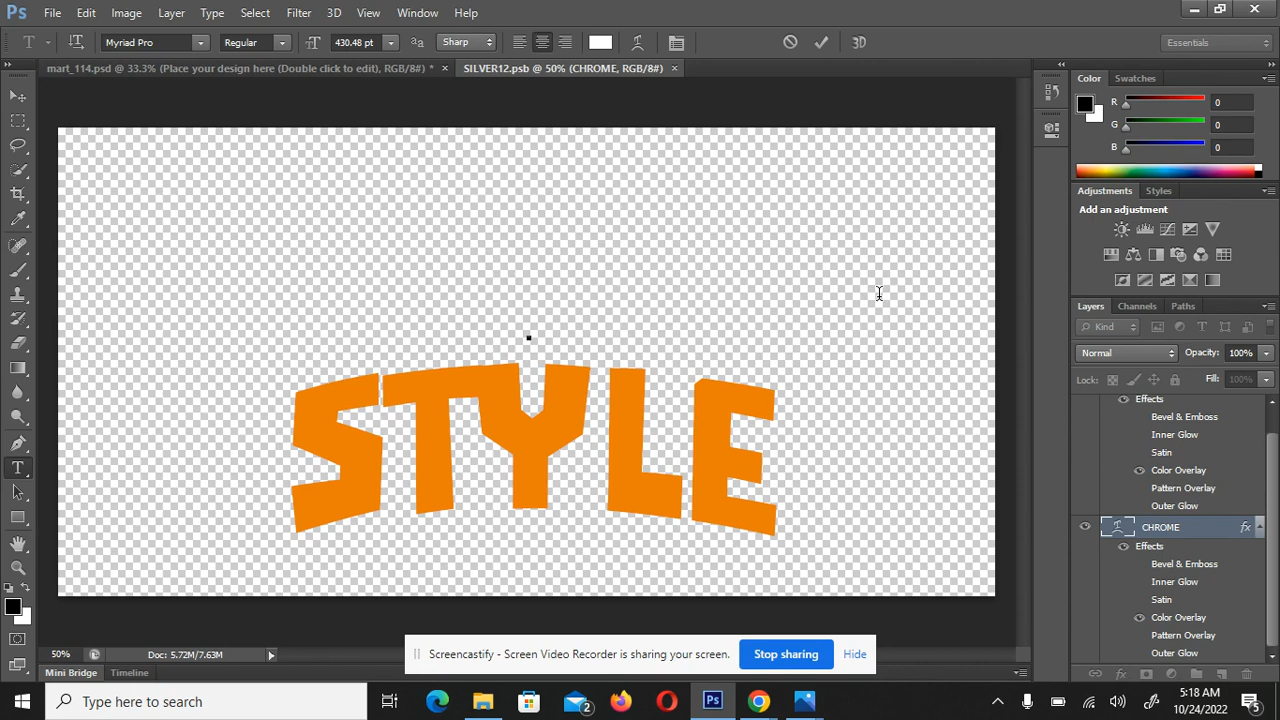 Ps File Edit Image Layer Type Select Filter 3D View Window Help
T Myriad Pro Regular 430.48 pt Sharp 3D Essentials
mart_114.psd @ 33.3% (Place your design here (Double click to edit), RGB/8#) * × SILVER12.psb @ 50% (CHROME, RGB/8#) ×
Color Swatches
R 0
G 0
B 0
Adjustments Styles
Add an adjustment
Layers Channels Paths
Kind
Normal Opacity: 100%
Lock: Fill: 100%
Effects
Bevel & Emboss
Inner Glow
Satin
Color Overlay
Pattern Overlay
Outer Glow
CHROME fx
Effects
Bevel & Emboss
Inner Glow
Satin
Color Overlay
Pattern Overlay
Outer Glow
STYLE
50% Doc: 5.72M/7.63M
Screencastify - Screen Video Recorder is sharing your screen. Stop sharing Hide
Mini Bridge Timeline
Type here to search
2
Ps
5:18 AM
10/24/2022
5